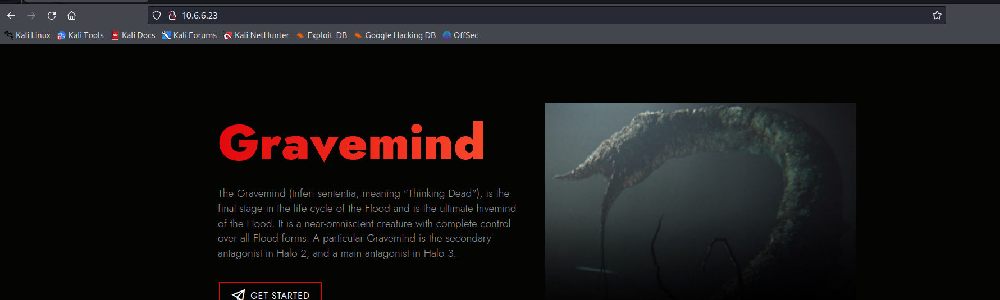 10.6.6.23
Kali Linux Kali Tools Kali Docs Kali Forums Kali NetHunter Exploit-DB Google Hacking DB OffSec
Gravemind
The Gravemind (Inferi sententia, meaning "Thinking Dead"), is the
final stage in the life cycle of the Flood and is the ultimate hivemind
of the Flood. It is a near-omniscient creature with complete control
over all Flood forms. A particular Gravemind is the secondary
antagonist in Halo 2, and a main antagonist in Halo 3.
GET STARTED